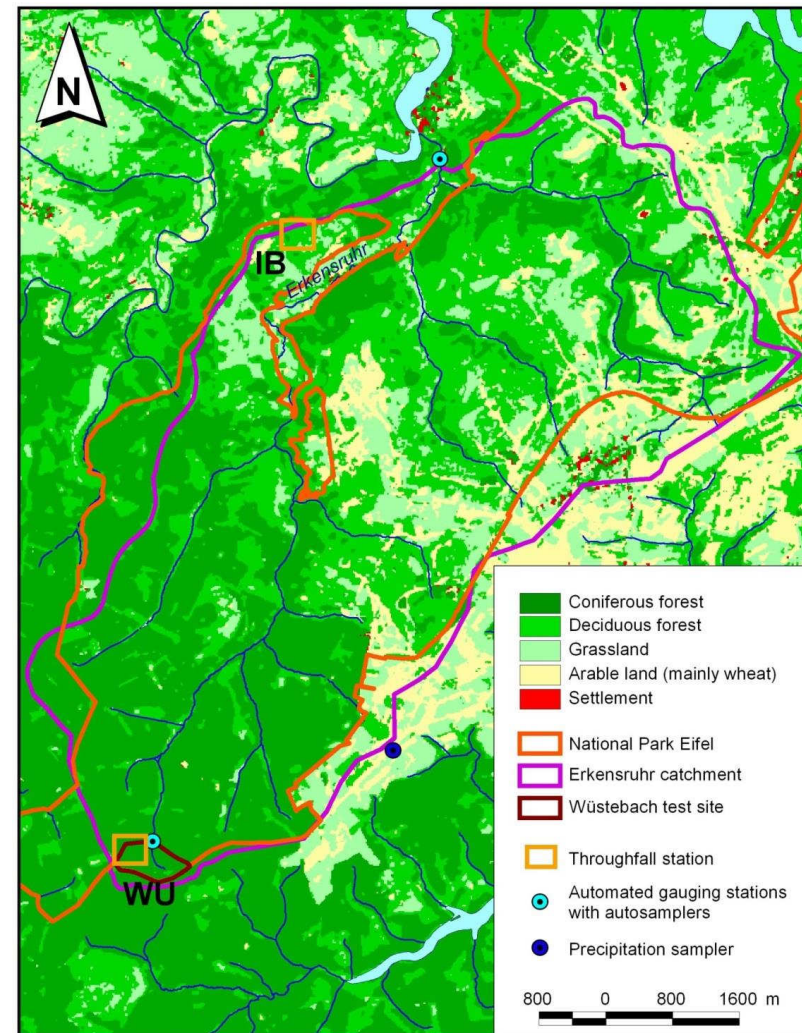 N
IB
Erkensruhr
WU
Coniferous forest
Deciduous forest
Grassland
Arable land (mainly wheat)
Settlement
National Park Eifel
Erkensruhr catchment
Wüstebach test site
Throughfall station
Automated gauging stations
with autosamplers
Precipitation sampler
800 0 800 1600 m